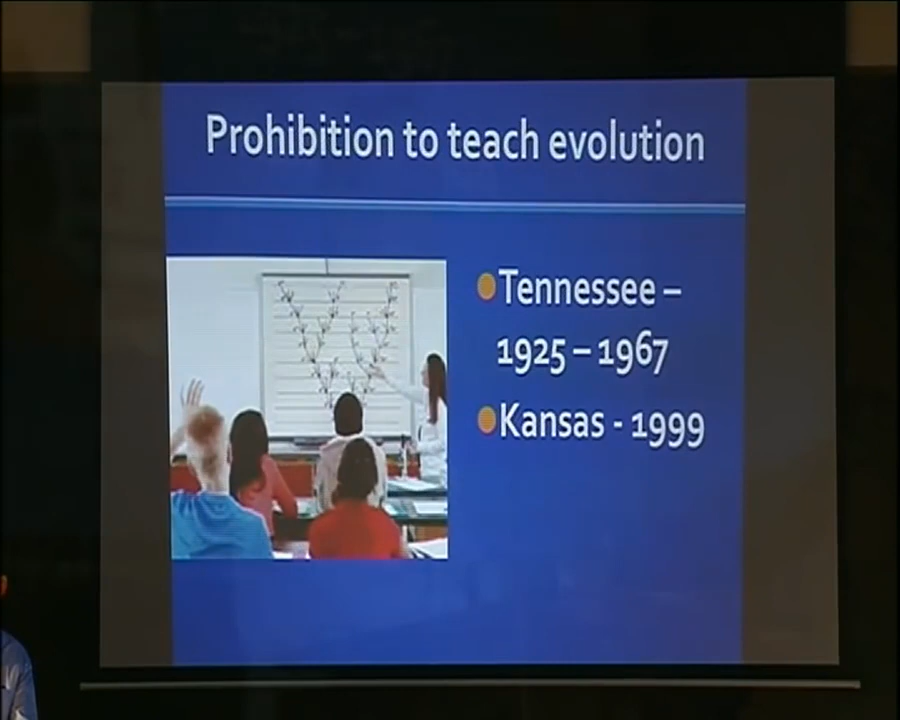 Prohibition to teach evolution
Tennessee –
1925 – 1967
Kansas - 1999